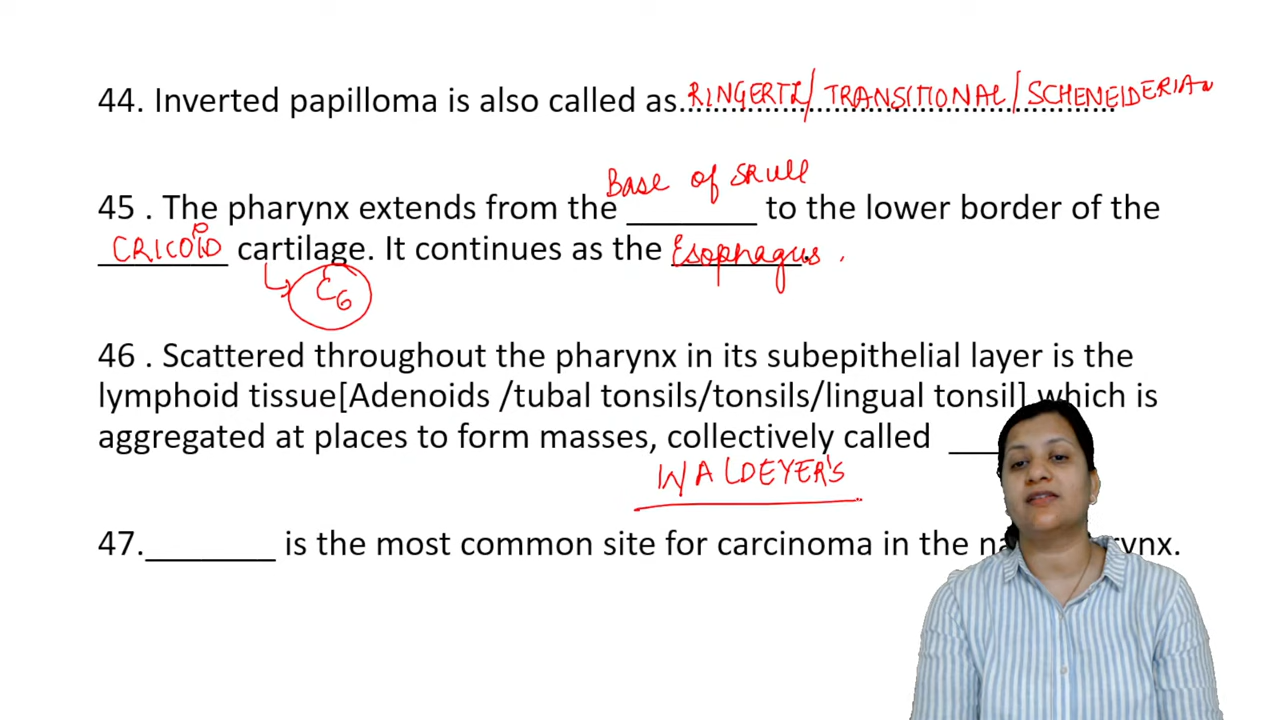 44. Inverted papilloma is also called as RINGERTZ/TRANSITIONAL/SCHENEIDERIAN
Base of skull
45 . The pharynx extends from the ________ to the lower border of the
CRICOID cartilage. It continues as the Esophagus.
C6
46 . Scattered throughout the pharynx in its subepithelial layer is the
lymphoid tissue[Adenoids /tubal tonsils/tonsils/lingual tonsil] which is
aggregated at places to form masses, collectively called ___
WALDEYER'S
47.________ is the most common site for carcinoma in the